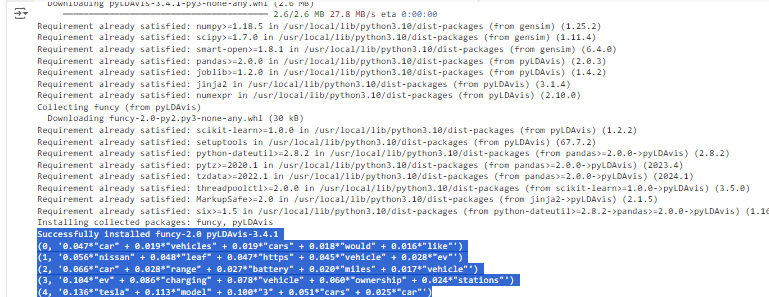 Downloading pyLDAvis-3.4.1-py3-none-any.whl (2.6 MB)
2.6/2.6 MB 27.8 MB/s eta 0:00:00
Requirement already satisfied: numpy>=1.18.5 in /usr/local/lib/python3.10/dist-packages (from gensim) (1.25.2)
Requirement already satisfied: scipy>=1.7.0 in /usr/local/lib/python3.10/dist-packages (from gensim) (1.11.4)
Requirement already satisfied: smart-open>=1.8.1 in /usr/local/lib/python3.10/dist-packages (from gensim) (6.4.0)
Requirement already satisfied: pandas>=2.0.0 in /usr/local/lib/python3.10/dist-packages (from pyLDAvis) (2.0.3)
Requirement already satisfied: joblib>=1.2.0 in /usr/local/lib/python3.10/dist-packages (from pyLDAvis) (1.4.2)
Requirement already satisfied: jinja2 in /usr/local/lib/python3.10/dist-packages (from pyLDAvis) (3.1.4)
Requirement already satisfied: numexpr in /usr/local/lib/python3.10/dist-packages (from pyLDAvis) (2.10.0)
Collecting funcy (from pyLDAvis)
Downloading funcy-2.0-py2.py3-none-any.whl (30 kB)
Requirement already satisfied: scikit-learn>=1.0.0 in /usr/local/lib/python3.10/dist-packages (from pyLDAvis) (1.2.2)
Requirement already satisfied: setuptools in /usr/local/lib/python3.10/dist-packages (from pyLDAvis) (67.7.2)
Requirement already satisfied: python-dateutil>=2.8.2 in /usr/local/lib/python3.10/dist-packages (from pandas>=2.0.0->pyLDAvis) (2.8.2)
Requirement already satisfied: pytz>=2020.1 in /usr/local/lib/python3.10/dist-packages (from pandas>=2.0.0->pyLDAvis) (2023.4)
Requirement already satisfied: tzdata>=2022.1 in /usr/local/lib/python3.10/dist-packages (from pandas>=2.0.0->pyLDAvis) (2024.1)
Requirement already satisfied: threadpoolctl>=2.0.0 in /usr/local/lib/python3.10/dist-packages (from scikit-learn>=1.0.0->pyLDAvis) (3.5.0)
Requirement already satisfied: MarkupSafe>=2.0 in /usr/local/lib/python3.10/dist-packages (from jinja2->pyLDAvis) (2.1.5)
Requirement already satisfied: six>=1.5 in /usr/local/lib/python3.10/dist-packages (from python-dateutil>=2.8.2->pandas>=2.0.0->pyLDAvis) (1.16
Installing collected packages: funcy, pyLDAvis
Successfully installed funcy-2.0 pyLDAvis-3.4.1
(0, '0.047*"car" + 0.019*"vehicles" + 0.019*"cars" + 0.018*"would" + 0.016*"like"')
(1, '0.056*"nissan" + 0.048*"leaf" + 0.047*"https" + 0.045*"vehicle" + 0.028*"ev"')
(2, '0.066*"car" + 0.028*"range" + 0.027*"battery" + 0.020*"miles" + 0.017*"vehicle"')
(3, '0.104*"ev" + 0.086*"charging" + 0.078*"vehicle" + 0.060*"ownership" + 0.024*"stations"')
(4, '0.136*"tesla" + 0.113*"model" + 0.100*"3" + 0.051*"cars" + 0.025*"car"')